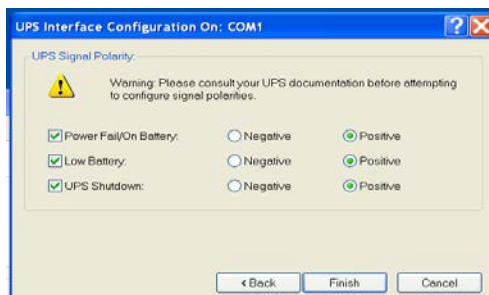 UPS Interface Configuration On: COM1
UPS Signal Polarity:
Warning: Please consult your UPS documentation before attempting
to configure signal polarities.
Power Fail/On Battery: Negative Positive
Low Battery: Negative Positive
UPS Shutdown: Negative Positive
< Back Finish Cancel